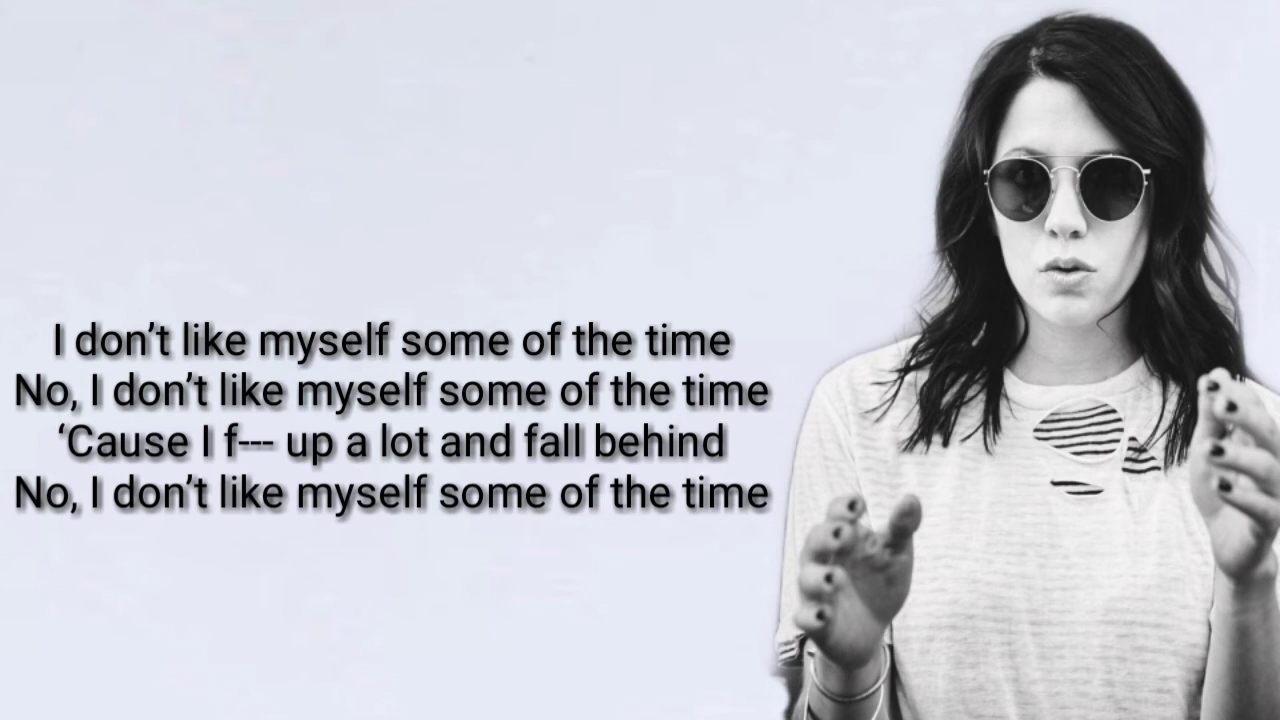 I don’t like myself some of the time
No, I don’t like myself some of the time
‘Cause I f--- up a lot and fall behind
No, I don’t like myself some of the time